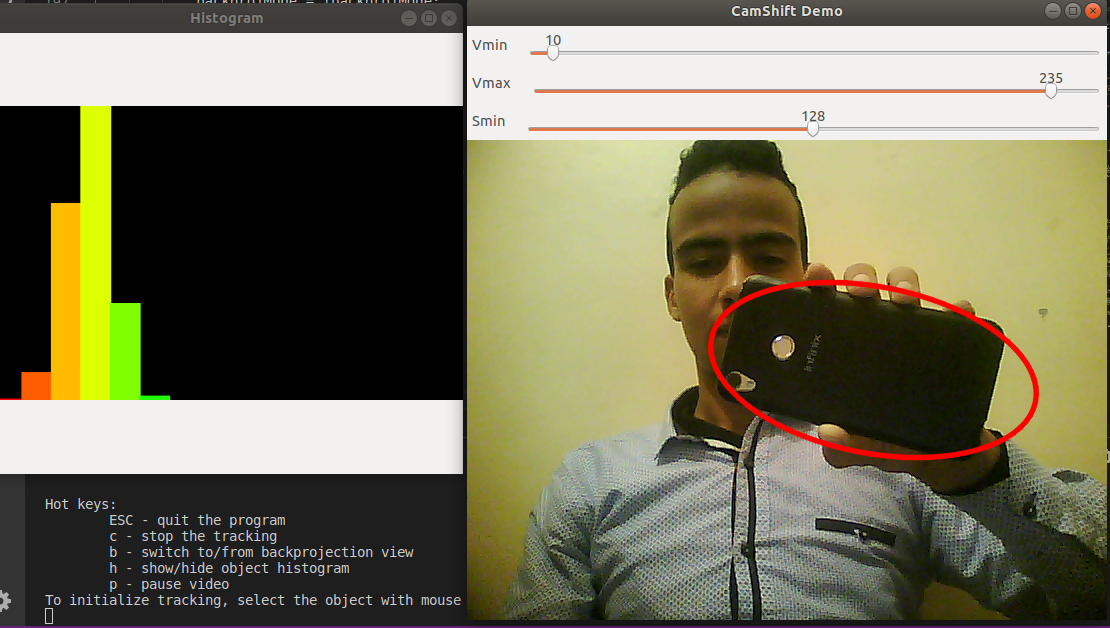 Histogram
CamShift Demo
Vmin
10
Vmax
235
Smin
128
infinix
Hot keys:
ESC - quit the program
c - stop the tracking
b - switch to/from backprojection view
h - show/hide object histogram
p - pause video
To initialize tracking, select the object with mouse